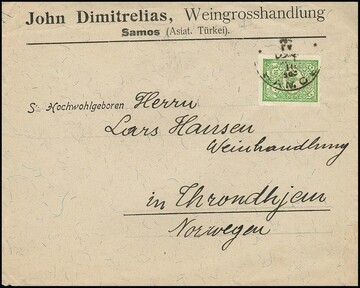 John Dimitrelias, Weingrosshandlung
Samos (Asiat. Türkei).
Sr Hochwohlgeboren Herrn
Lars Hansen
Weinhandlung
in Throndhjem
Norwegen